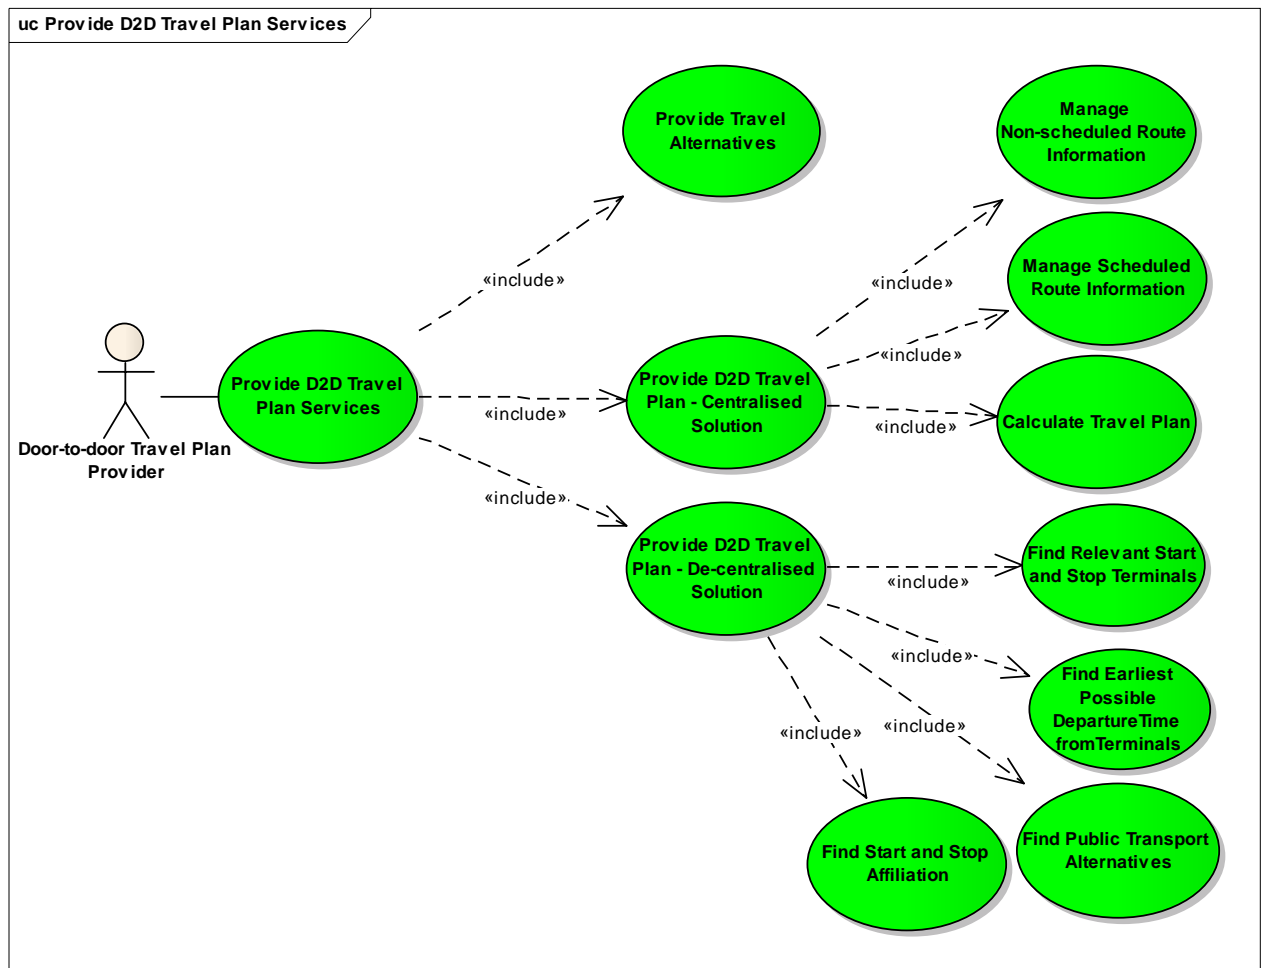 uc Provide D2D Travel Plan Services
Provide Travel
Alternatives
Manage
Non-scheduled Route
Information
«include»
«include»
Manage Scheduled
Route Information
«include»
Door-to-door Travel Plan
Provider
Provide D2D Travel
Plan Services
«include»
Provide D2D Travel
Plan - Centralised
Solution
«include»
Calculate Travel Plan
«include»
Provide D2D Travel
Plan - De-centralised
Solution
«include»
Find Relevant Start
and Stop Terminals
«include»
Find Earliest
Possible
DepartureTime
fromTerminals
«include»
«include»
Find Start and Stop
Affiliation
Find Public Transport
Alternatives